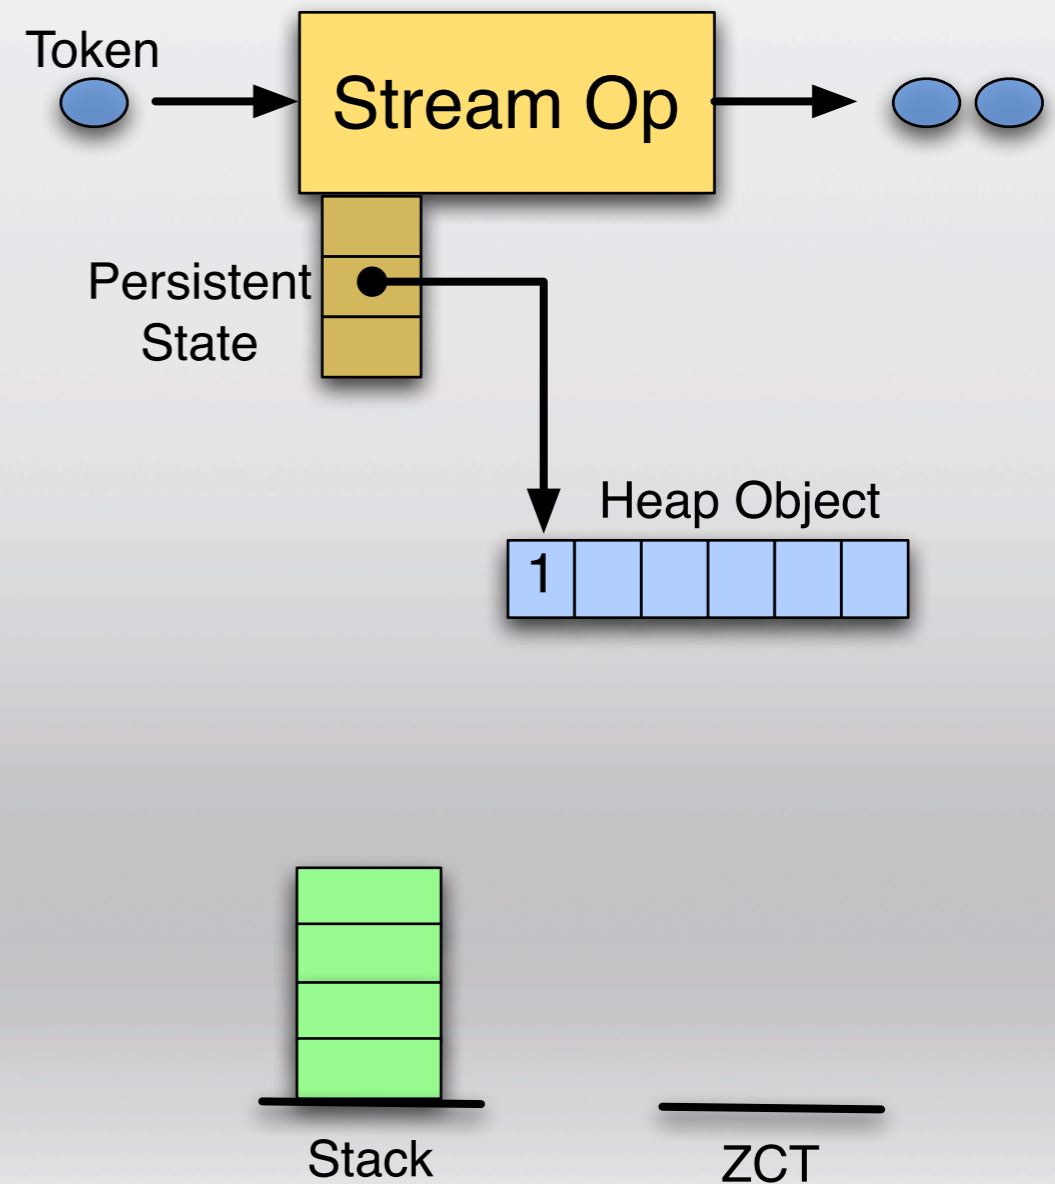 Token
Stream Op
Persistent
State
Heap Object
1
Stack
ZCT